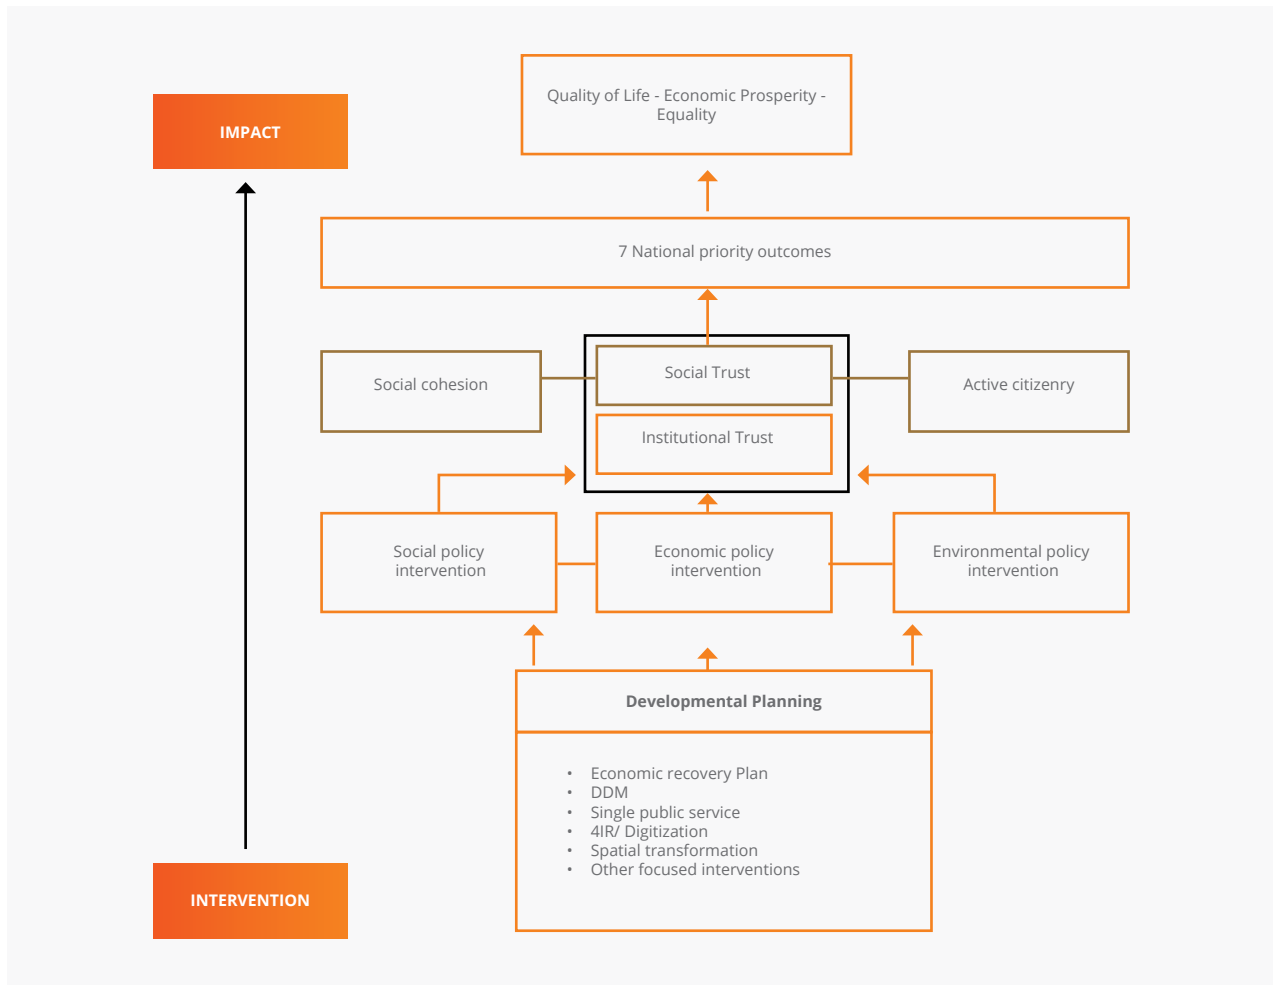 Quality of Life - Economic Prosperity -
Equality
IMPACT
7 National priority outcomes
Social cohesion
Social Trust
Active citizenry
Institutional Trust
Social policy
intervention
Economic policy
intervention
Environmental policy
intervention
Developmental Planning
• Economic recovery Plan
• DDM
• Single public service
• 4IR/ Digitization
• Spatial transformation
• Other focused interventions
INTERVENTION